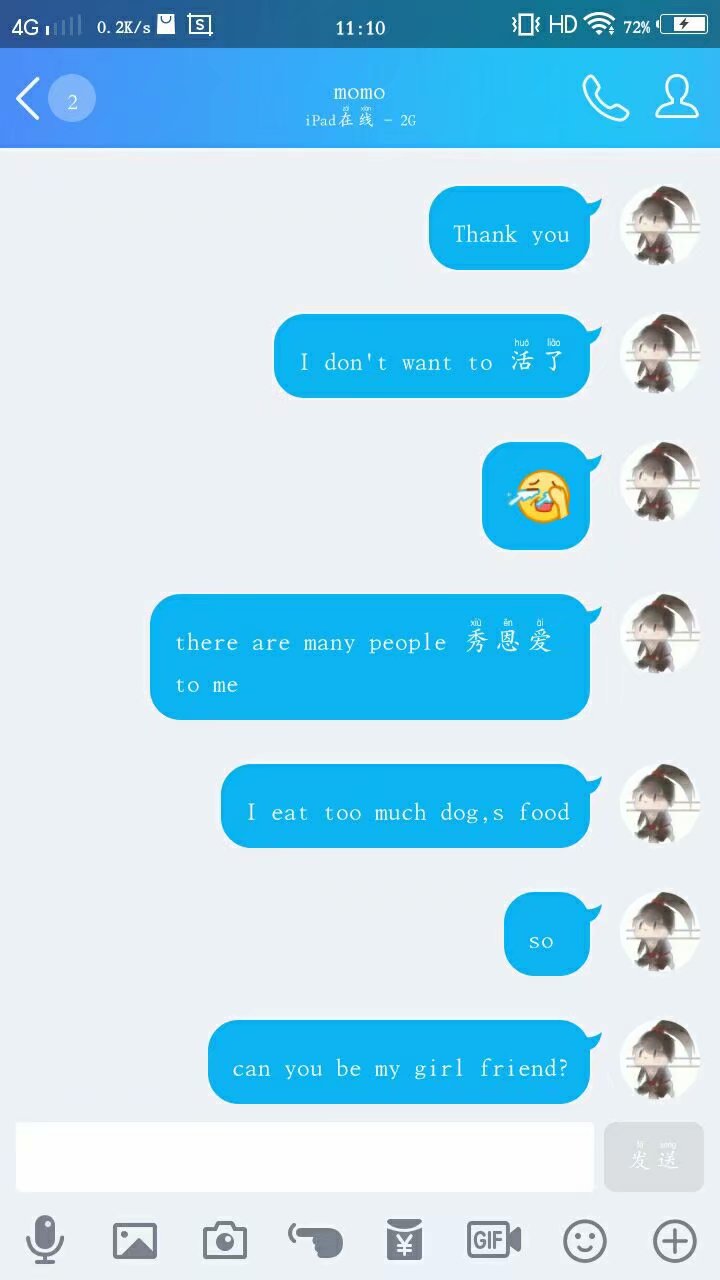 4G 0.2K/s S 11:10 HD 72%
2
momo
iPad在线 - 2G
Thank you
I don't want to 活了
there are many people 秀恩爱
to me
I eat too much dog,s food
so
can you be my girl friend?
发送
¥ GIF